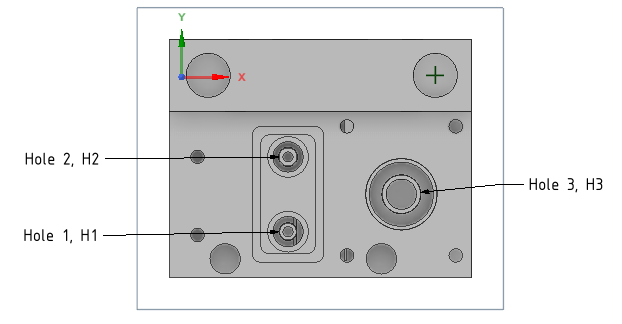 Y
X
Hole 2, H2
Hole 3, H3
Hole 1, H1